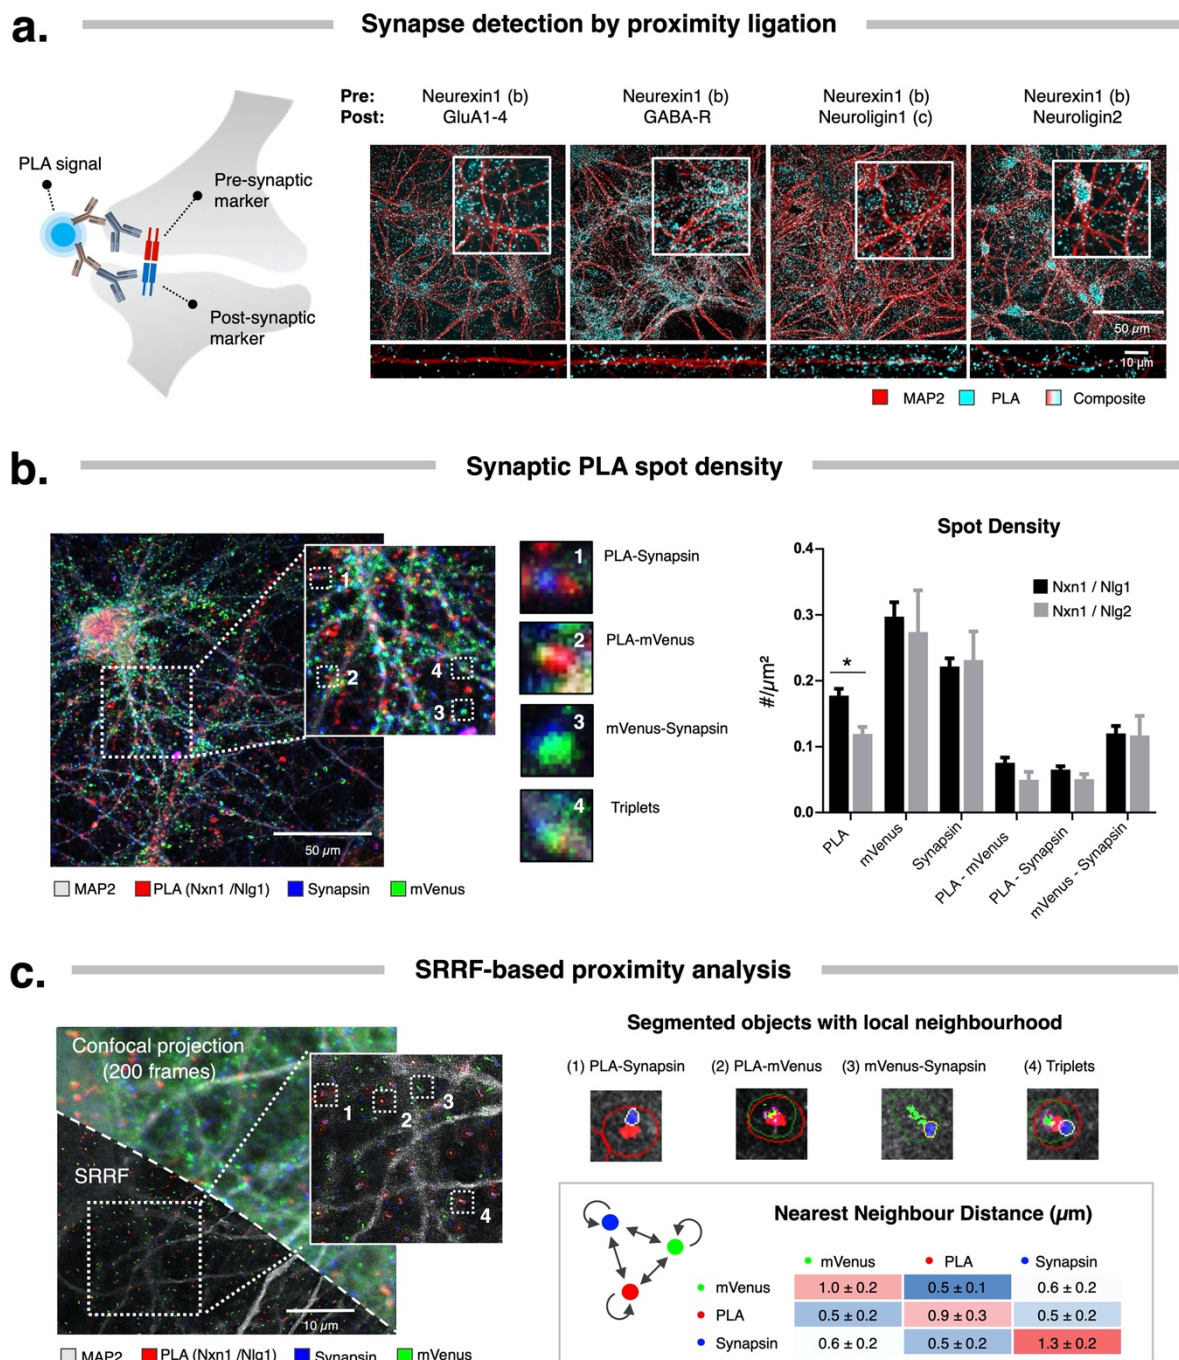 a. Synapse detection by proximity ligation
Pre: Neurexin1 (b) Neurexin1 (b) Neurexin1 (b) Neurexin1 (b)
Post: GluA1-4 GABA-R Neuroligin1 (c) Neuroligin2
PLA signal
Pre-synaptic
marker
Post-synaptic
marker
50 µm
10 µm
MAP2 PLA Composite
b. Synaptic PLA spot density
1 PLA-Synapsin
2 PLA-mVenus
3 mVenus-Synapsin
4 Triplets
1
2
4
3
50 µm
MAP2 PLA (Nxn1 /Nlg1) Synapsin mVenus
Spot Density
Nxn1 / Nlg1
Nxn1 / Nlg2
#/µm²
0.4
0.3
0.2
0.1
0.0
*
PLA
mVenus
Synapsin
PLA - mVenus
PLA - Synapsin
mVenus - Synapsin
c. SRRF-based proximity analysis
Confocal projection
(200 frames)
SRRF
1
2
3
4
10 µm
MAP2 PLA (Nxn1 /Nlg1) Synapsin mVenus
Segmented objects with local neighbourhood
(1) PLA-Synapsin (2) PLA-mVenus (3) mVenus-Synapsin (4) Triplets
Nearest Neighbour Distance (µm)
mVenus PLA Synapsin
mVenus 1.0 ± 0.2 0.5 ± 0.1 0.6 ± 0.2
PLA 0.5 ± 0.2 0.9 ± 0.3 0.5 ± 0.2
Synapsin 0.6 ± 0.2 0.5 ± 0.2 1.3 ± 0.2